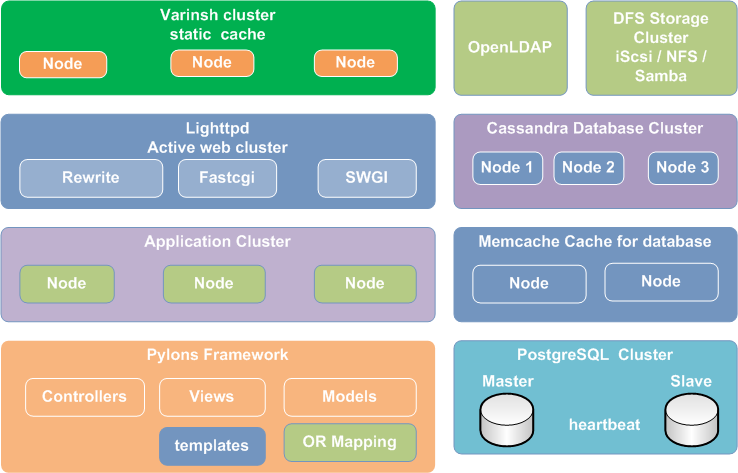 Varinsh cluster
static cache
Node
Node
Node
OpenLDAP
DFS Storage
Cluster
iScsi / NFS /
Samba
Lighttpd
Active web cluster
Rewrite
Fastcgi
SWGI
Cassandra Database Cluster
Node 1
Node 2
Node 3
Application Cluster
Node
Node
Node
Memcache Cache for database
Node
Node
Pylons Framework
Controllers
Views
Models
templates
OR Mapping
PostgreSQL Cluster
Master
Slave
heartbeat